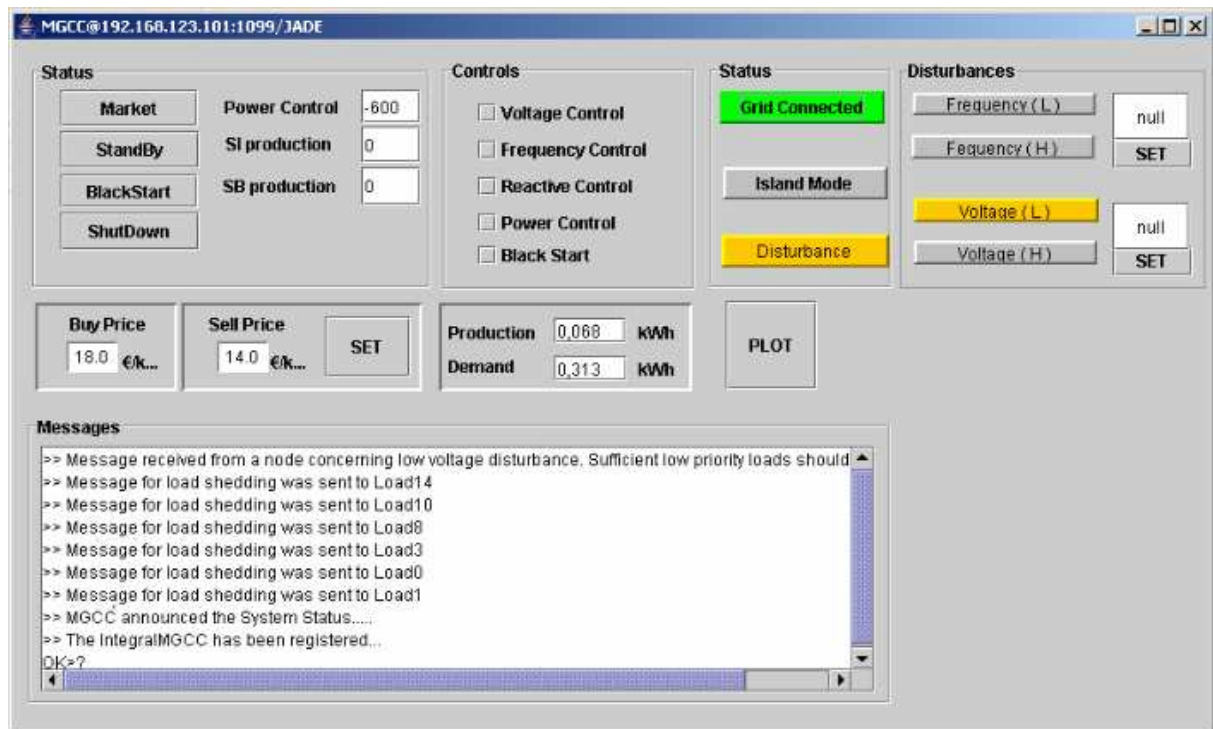 MGCC@192.168.123.101:1099/JADE
Status
Market
StandBy
BlackStart
ShutDown
Power Control -600
SI production 0
SB production 0
Controls
Voltage Control
Frequency Control
Reactive Control
Power Control
Black Start
Status
Grid Connected
Island Mode
Disturbance
Disturbances
Frequency ( L )
Fequency ( H )
null
SET
Voltage ( L )
Voltage ( H )
null
SET
Buy Price
18.0 €/k...
Sell Price
14.0 €/k...
SET
Production 0,068 kWh
Demand 0,313 kWh
PLOT
Messages
>> Message received from a node concerning low voltage disturbance. Sufficient low priority loads should
>> Message for load shedding was sent to Load14
>> Message for load shedding was sent to Load10
>> Message for load shedding was sent to Load8
>> Message for load shedding was sent to Load3
>> Message for load shedding was sent to Load0
>> Message for load shedding was sent to Load1
>> MGCC announced the System Status.....
>> The IntegralMGCC has been registered...
OK>?